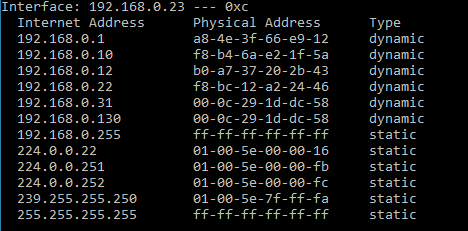 Interface: 192.168.0.23 --- 0xc
Internet Address Physical Address Type
192.168.0.1 a8-4e-3f-66-e9-12 dynamic
192.168.0.10 f8-b4-6a-e2-1f-5a dynamic
192.168.0.12 b0-a7-37-20-2b-43 dynamic
192.168.0.22 f8-bc-12-a2-24-46 dynamic
192.168.0.31 00-0c-29-1d-dc-58 dynamic
192.168.0.130 00-0c-29-1d-dc-58 dynamic
192.168.0.255 ff-ff-ff-ff-ff-ff static
224.0.0.22 01-00-5e-00-00-16 static
224.0.0.251 01-00-5e-00-00-fb static
224.0.0.252 01-00-5e-00-00-fc static
239.255.255.250 01-00-5e-7f-ff-fa static
255.255.255.255 ff-ff-ff-ff-ff-ff static